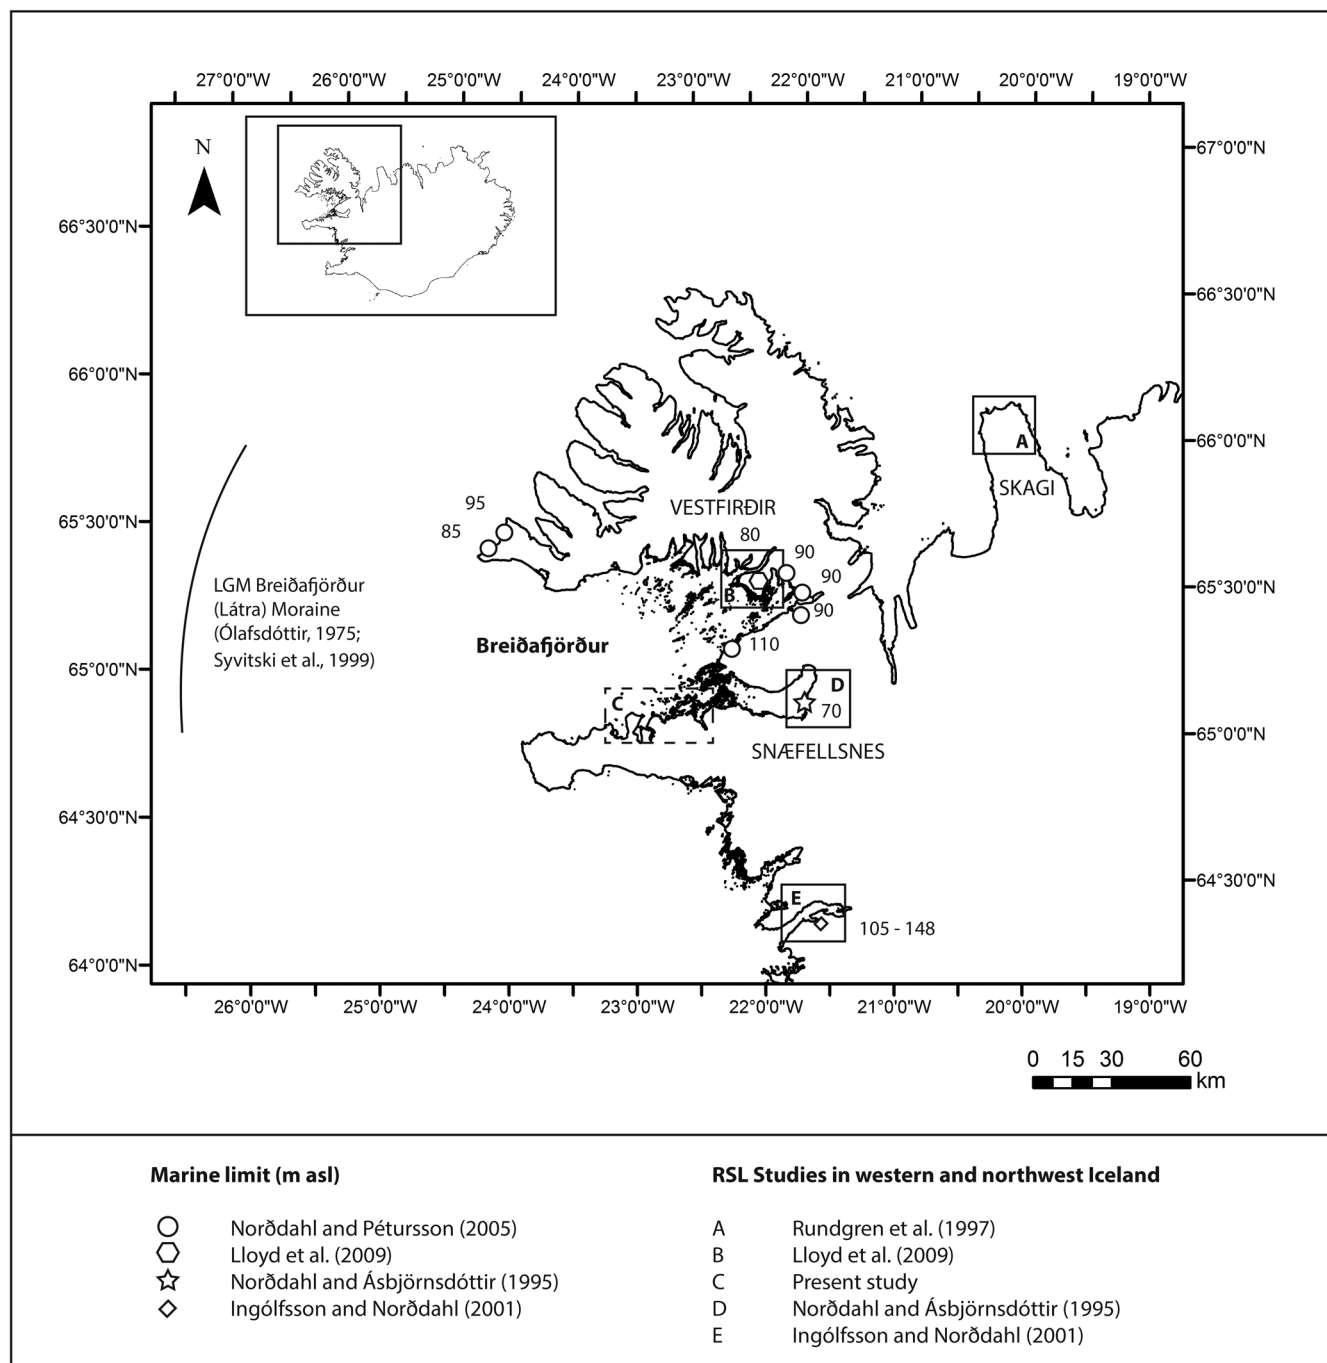 27°0'0"W 26°0'0"W 25°0'0"W 24°0'0"W 23°0'0"W 22°0'0"W 21°0'0"W 20°0'0"W 19°0'0"W
N
67°0'0"N
66°30'0"N
66°30'0"N
66°0'0"N
A
66°0'0"N
SKAGI
95
VESTFIRÐIR
65°30'0"N
85
80
90
LGM Breiðafjörður
(Látra) Moraine
(Ólafsdóttir, 1975;
Syvitski et al., 1999)
B
90
65°30'0"N
90
Breiðafjörður
110
65°0'0"N
D
C
70
65°0'0"N
SNÆFELLSNES
64°30'0"N
64°30'0"N
E
105 - 148
64°0'0"N
26°0'0"W 25°0'0"W 24°0'0"W 23°0'0"W 22°0'0"W 21°0'0"W 20°0'0"W 19°0'0"W
0 15 30 60
km
Marine limit (m asl)
Norðdahl and Pétursson (2005)
Lloyd et al. (2009)
Norðdahl and Ásbjörnsdóttir (1995)
Ingólfsson and Norðdahl (2001)
RSL Studies in western and northwest Iceland
A Rundgren et al. (1997)
B Lloyd et al. (2009)
C Present study
D Norðdahl and Ásbjörnsdóttir (1995)
E Ingólfsson and Norðdahl (2001)